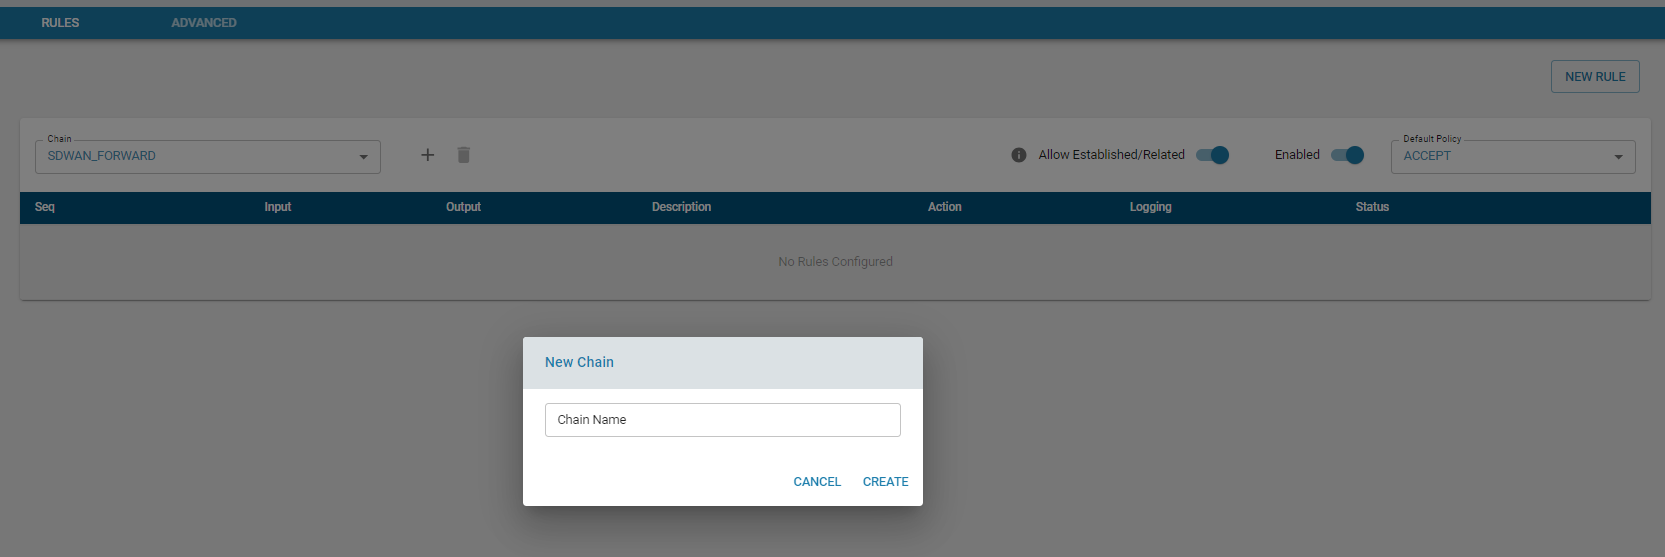 RULES ADVANCED
NEW RULE
Chain Default Policy
SDWAN_FORWARD Allow Established/Related Enabled ACCEPT
Seq Input Output Description Action Logging Status
No Rules Configured
New Chain
Chain Name
CANCEL CREATE